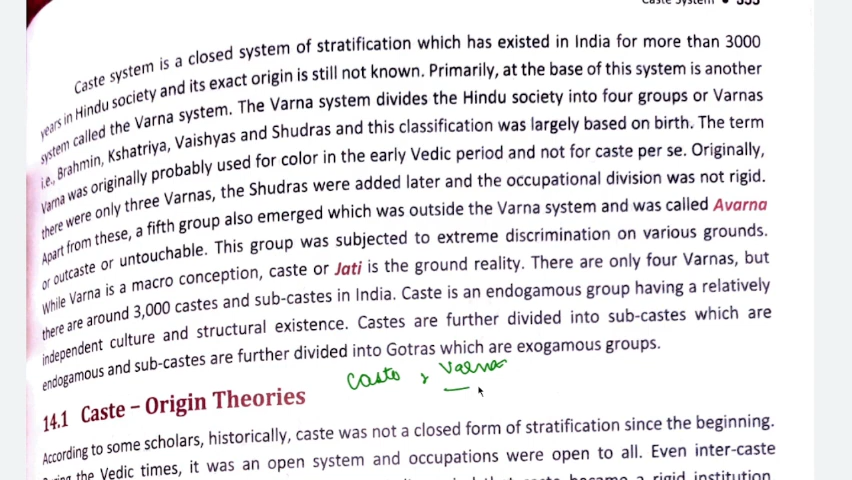 Caste System • 333
Caste system is a closed system of stratification which has existed in India for more than 3000
years in Hindu society and its exact origin is still not known. Primarily, at the base of this system is another
system called the Varna system. The Varna system divides the Hindu society into four groups or Varnas
i.e., Brahmin, Kshatriya, Vaishyas and Shudras and this classification was largely based on birth. The term
Varna was originally probably used for color in the early Vedic period and not for caste per se. Originally,
there were only three Varnas, the Shudras were added later and the occupational division was not rigid.
Apart from these, a fifth group also emerged which was outside the Varna system and was called Avarna
or outcaste or untouchable. This group was subjected to extreme discrimination on various grounds.
While Varna is a macro conception, caste or Jati is the ground reality. There are only four Varnas, but
there are around 3,000 castes and sub-castes in India. Caste is an endogamous group having a relatively
independent culture and structural existence. Castes are further divided into sub-castes which are
endogamous and sub-castes are further divided into Gotras which are exogamous groups.
Caste , Varna
14.1 Caste – Origin Theories
According to some scholars, historically, caste was not a closed form of stratification since the beginning.
the Vedic times, it was an open system and occupations were open to all. Even inter-caste
rigid institution